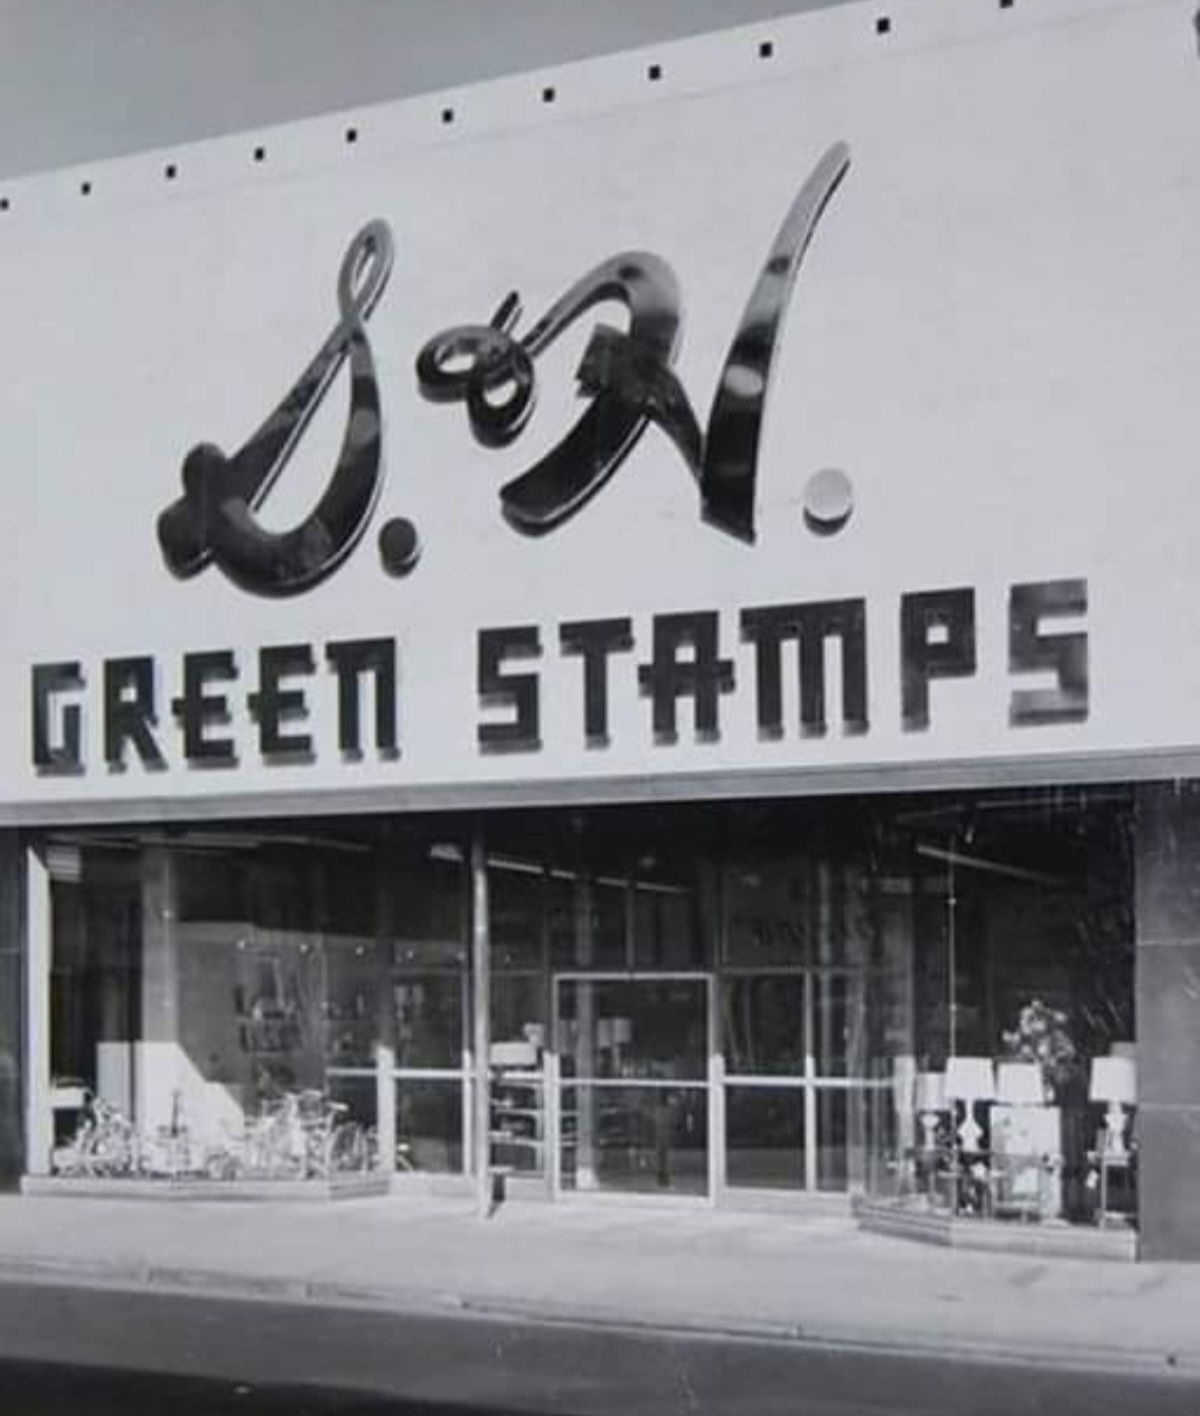 S. & H.
GREEN STAMPS